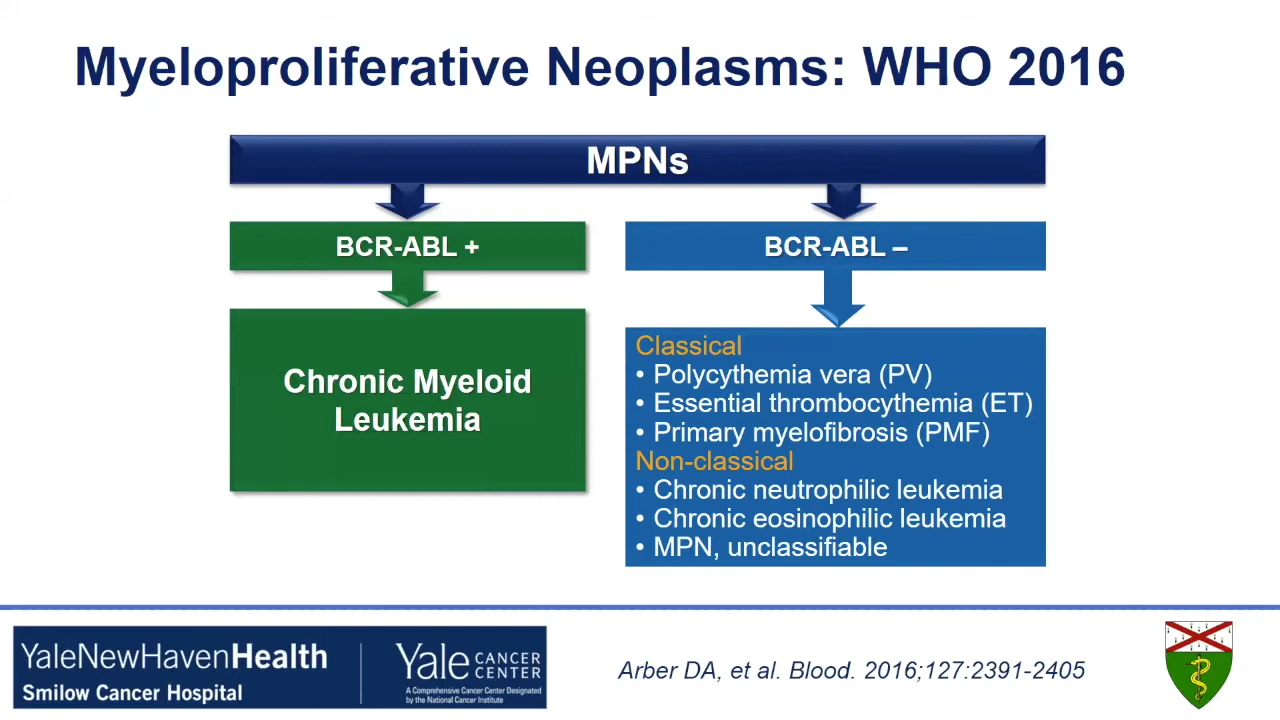 Myeloproliferative Neoplasms: WHO 2016
MPNs
BCR-ABL +
BCR-ABL –
Chronic Myeloid
Leukemia
Classical
• Polycythemia vera (PV)
• Essential thrombocythemia (ET)
• Primary myelofibrosis (PMF)
Non-classical
• Chronic neutrophilic leukemia
• Chronic eosinophilic leukemia
• MPN, unclassifiable
YaleNewHavenHealth
Smilow Cancer Hospital
Yale CANCER
CENTER
A Comprehensive Cancer Center Designated
by the National Cancer Institute
Arber DA, et al. Blood. 2016;127:2391-2405